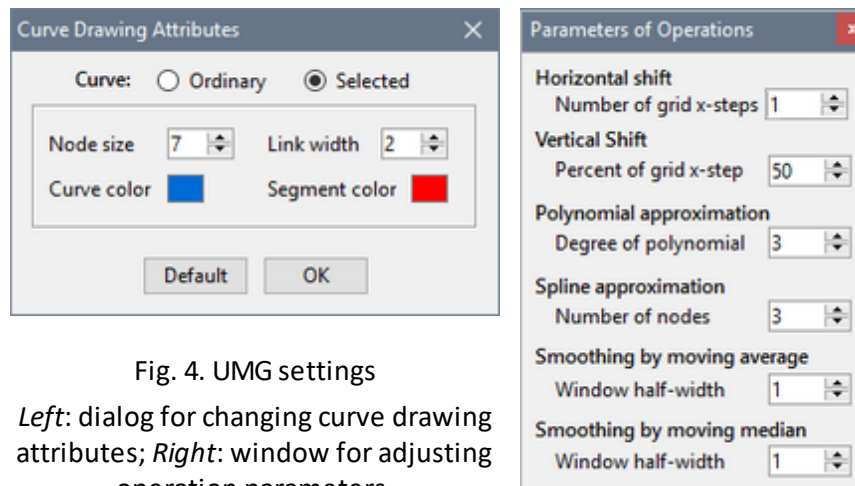 Curve Drawing Attributes
Curve: Ordinary Selected
Node size 7 Link width 2
Curve color Segment color
Default OK
Fig. 4. UMG settings
Left: dialog for changing curve drawing
attributes; Right: window for adjusting
operation parameters
Parameters of Operations
Horizontal shift
Number of grid x-steps 1
Vertical Shift
Percent of grid x-step 50
Polynomial approximation
Degree of polynomial 3
Spline approximation
Number of nodes 3
Smoothing by moving average
Window half-width 1
Smoothing by moving median
Window half-width 1